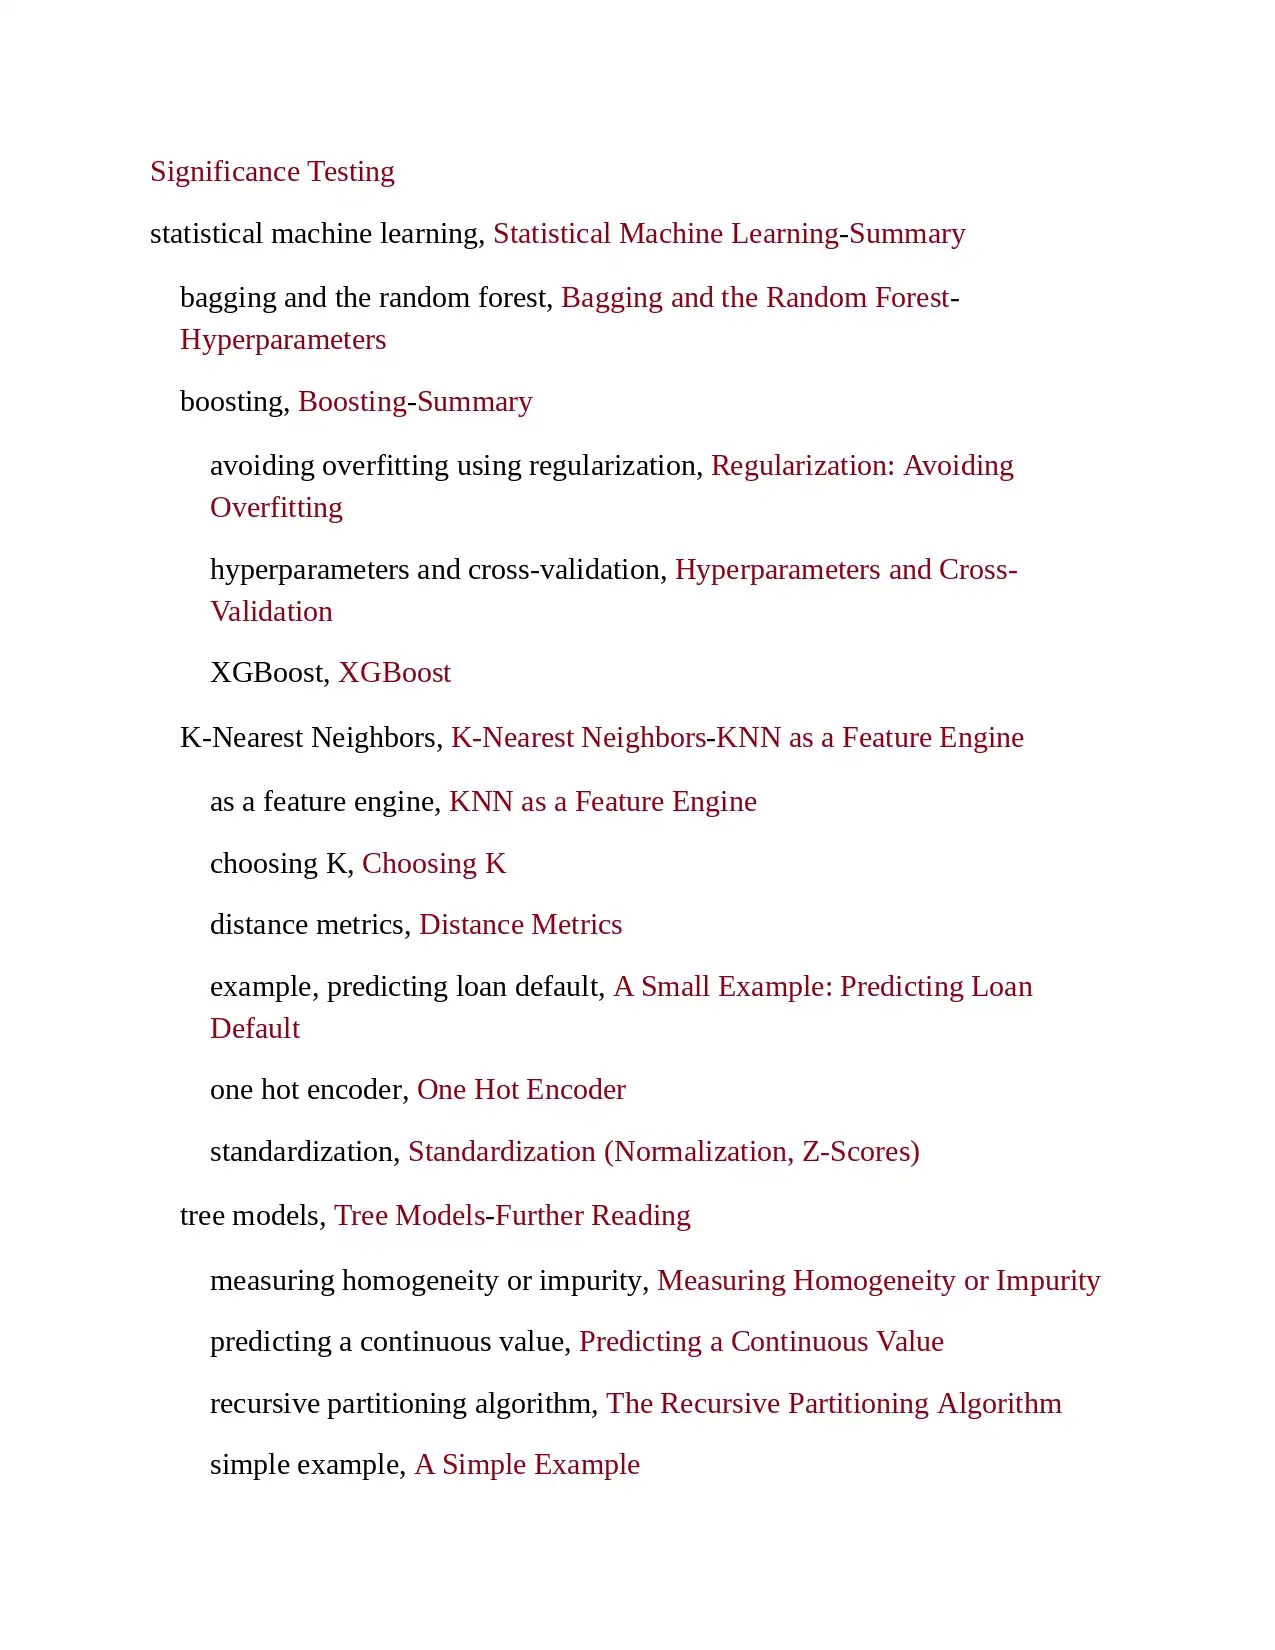 Significance Testing
statistical machine learning, Statistical Machine Learning-Summary
bagging and the random forest, Bagging and the Random Forest-
Hyperparameters
boosting, Boosting-Summary
avoiding overfitting using regularization, Regularization: Avoiding
Overfitting
hyperparameters and cross-validation, Hyperparameters and Cross-
Validation
XGBoost, XGBoost
K-Nearest Neighbors, K-Nearest Neighbors-KNN as a Feature Engine
as a feature engine, KNN as a Feature Engine
choosing K, Choosing K
distance metrics, Distance Metrics
example, predicting loan default, A Small Example: Predicting Loan
Default
one hot encoder, One Hot Encoder
standardization, Standardization (Normalization, Z-Scores)
tree models, Tree Models-Further Reading
measuring homogeneity or impurity, Measuring Homogeneity or Impurity
predicting a continuous value, Predicting a Continuous Value
recursive partitioning algorithm, The Recursive Partitioning Algorithm
simple example, A Simple Example